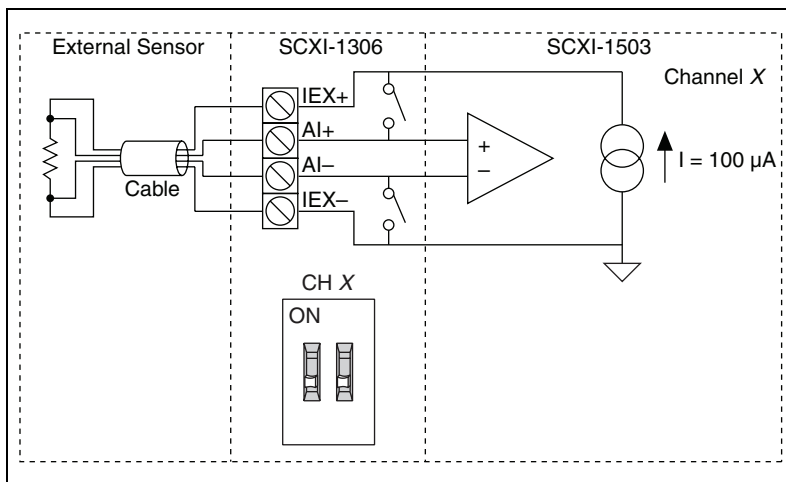 External Sensor
SCXI-1306
SCXI-1503
Channel X
IEX+
AI+
AI–
IEX–
Cable
+
–
I = 100 µA
CH X
ON